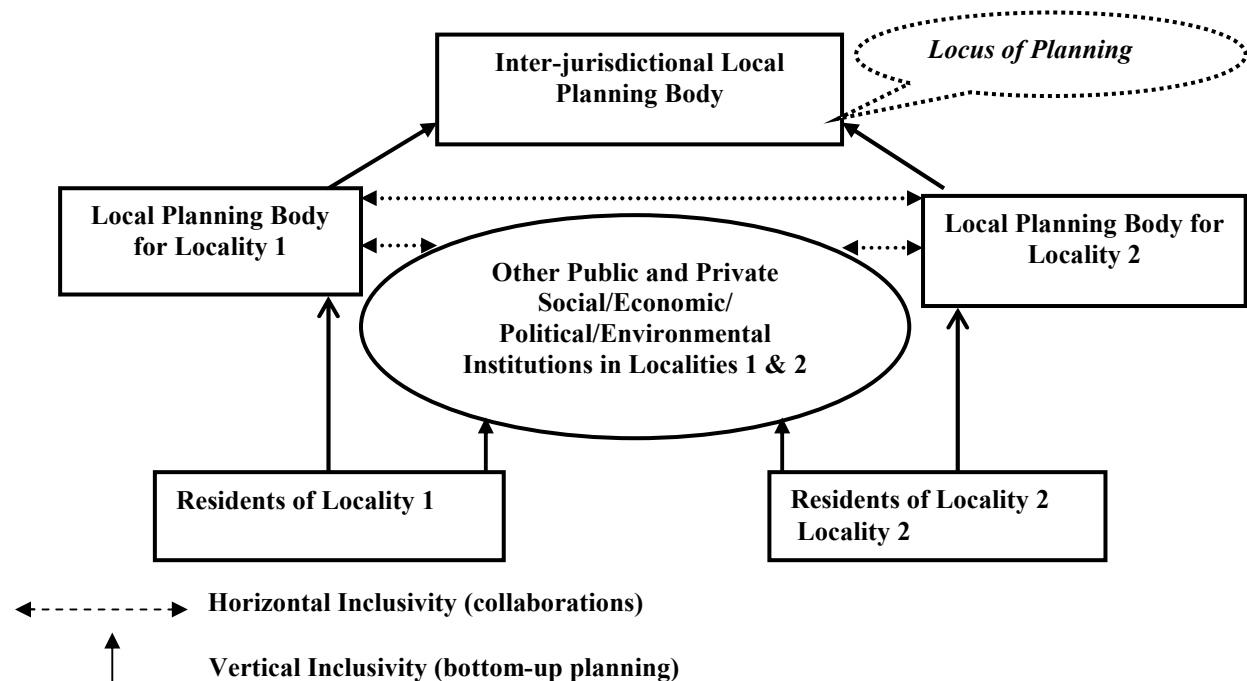 Inter-jurisdictional Local
Planning Body
Locus of Planning
Local Planning Body
for Locality 1
Local Planning Body for
Locality 2
Other Public and Private
Social/Economic/
Political/Environmental
Institutions in Localities 1 & 2
Residents of Locality 1
Residents of Locality 2
Locality 2
Horizontal Inclusivity (collaborations)
Vertical Inclusivity (bottom-up planning)